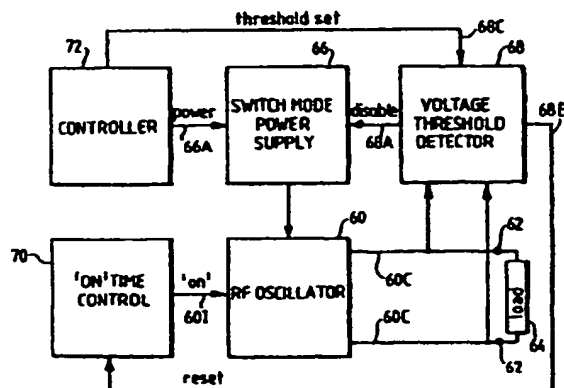 threshold set
72
66
68C
68
CONTROLLER
power
66A
SWITCH MODE
POWER
SUPPLY
disable
68A
VOLTAGE
THRESHOLD
DETECTOR
68B
70
60
62
'ON' TIME
CONTROL
'on'
60I
RF OSCILLATOR
60C
60C
load
64
62
reset